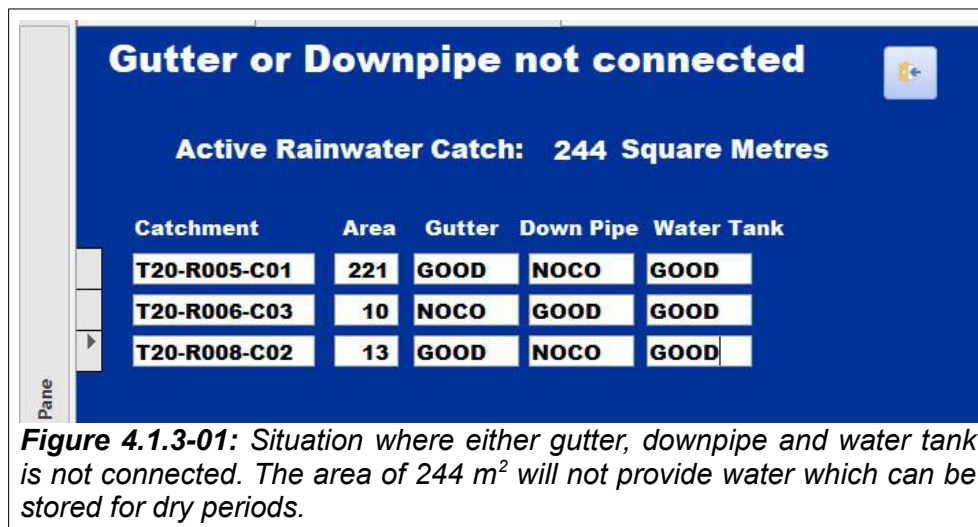 Gutter or Downpipe not connected
Active Rainwater Catch: 244 Square Metres
Catchment Area Gutter Down Pipe Water Tank
T20-R005-C01 221 GOOD NOCO GOOD
T20-R006-C03 10 NOCO GOOD GOOD
T20-R008-C02 13 GOOD NOCO GOOD
Pane
Figure 4.1.3-01: Situation where either gutter, downpipe and water tank
is not connected. The area of 244 m² will not provide water which can be
stored for dry periods.